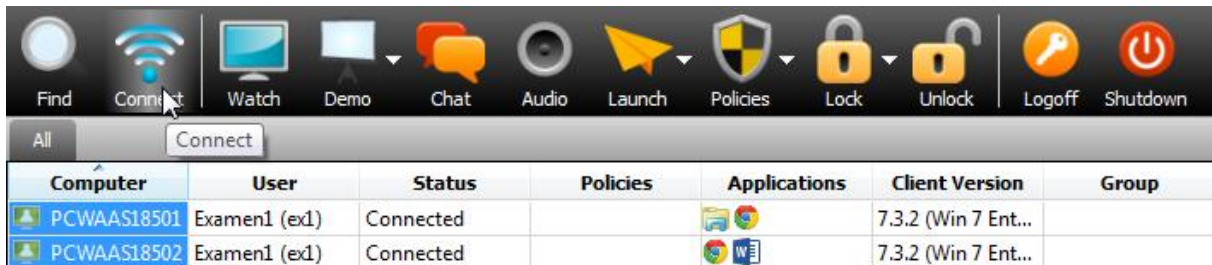 Find Connect Watch Demo Chat Audio Launch Policies Lock Unlock Logoff Shutdown
All Connect
Computer User Status Policies Applications Client Version Group
PCWAAS18501 Examen1 (ex1) Connected 7.3.2 (Win 7 Ent...
PCWAAS18502 Examen1 (ex1) Connected 7.3.2 (Win 7 Ent...